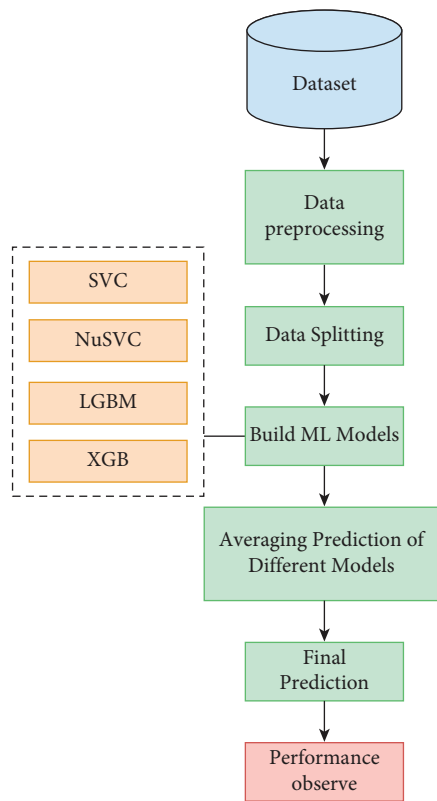 Dataset
Data
preprocessing
Data Splitting
SVC
NuSVC
LGBM
XGB
Build ML Models
Averaging Prediction of
Different Models
Final
Prediction
Performance
observe